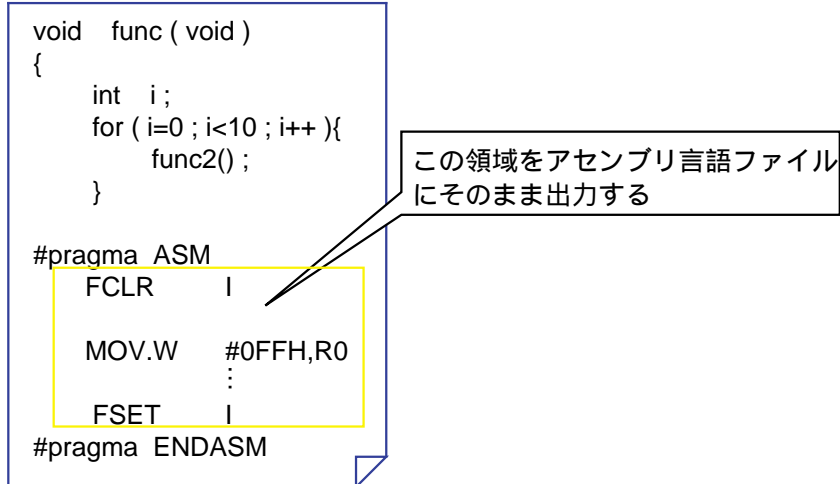 void func ( void )
{
int i ;
for ( i=0 ; i<10 ; i++ ){
func2() ;
}
#pragma ASM
FCLR I
MOV.W #0FFH,R0
⋮
FSET I
#pragma ENDASM
この領域をアセンブリ言語ファイル
にそのまま出力する